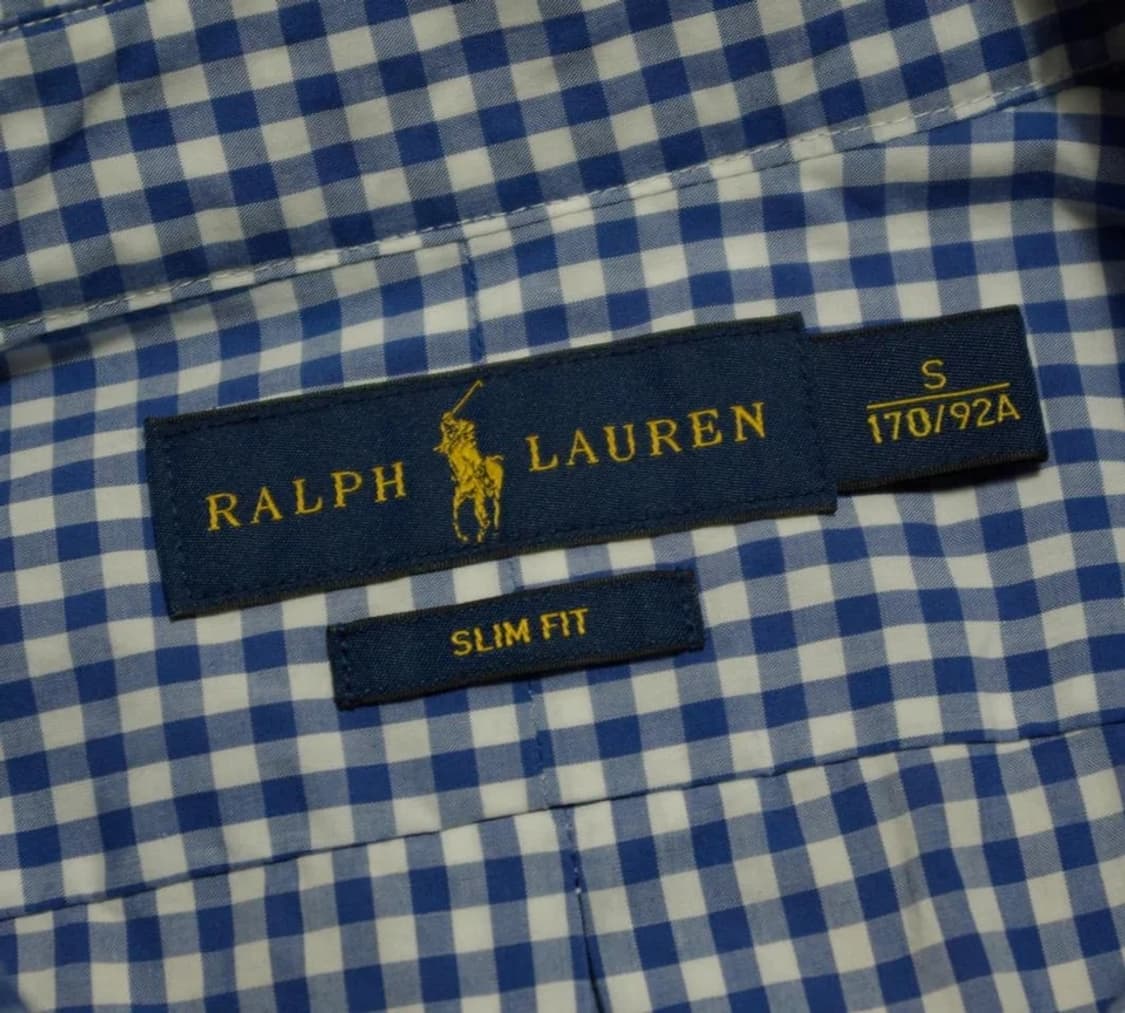 RALPH LAUREN
S
170/92A
SLIM FIT